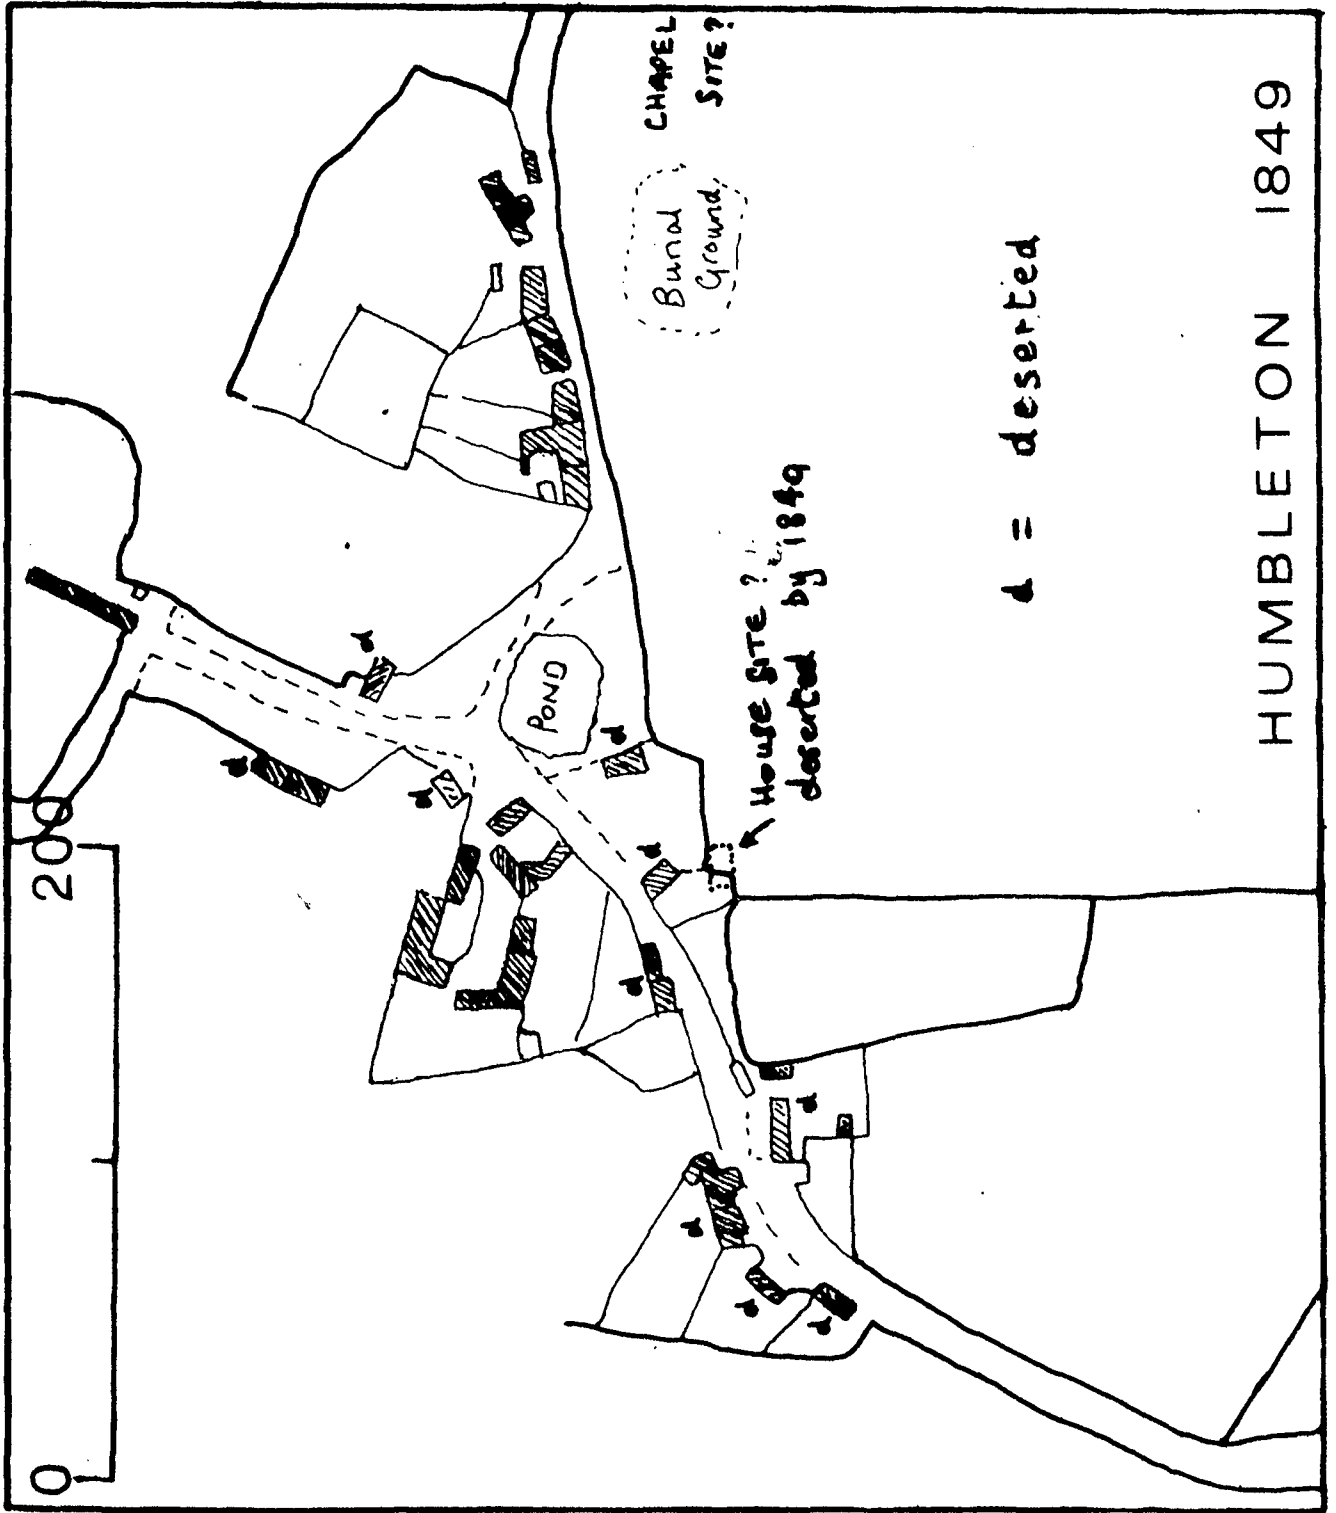 CHAPEL
SITE?
Burial
Ground
0
200
POND
d
d
d
d
d
d
d
d
d
d
HOUSE SITE?
deserted by 1849
d = deserted
HUMBLETON 1849